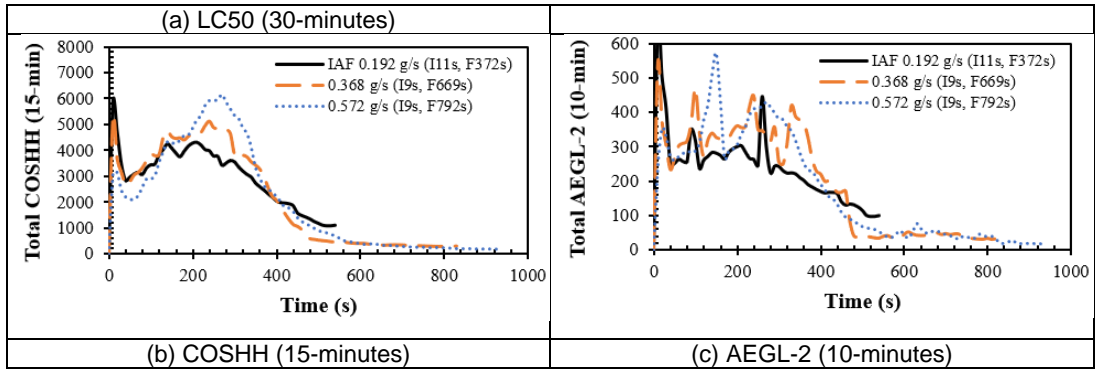 (a) LC50 (30-minutes)
Total COSHH (15-min)
8000
7000
6000
5000
4000
3000
2000
1000
0
IAF 0.192 g/s (I11s, F372s)
0.368 g/s (I9s, F669s)
0.572 g/s (I9s, F792s)
0 200 400 600 800 1000
Time (s)
Total AEGL-2 (10-min)
600
500
400
300
200
100
0
IAF 0.192 g/s (I11s, F372s)
0.368 g/s (I9s, F669s)
0.572 g/s (I9s, F792s)
0 200 400 600 800 1000
Time (s)
(b) COSHH (15-minutes)
(c) AEGL-2 (10-minutes)